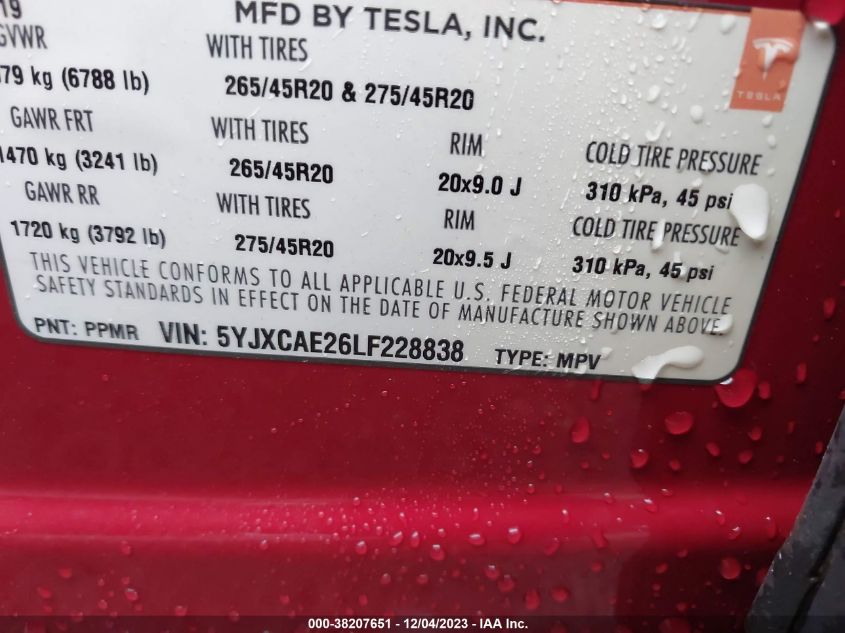 19
MFD BY TESLA, INC.
GVWR WITH TIRES
79 kg (6788 lb) 265/45R20 & 275/45R20
TESLA
GAWR FRT WITH TIRES RIM COLD TIRE PRESSURE
1470 kg (3241 lb) 265/45R20 20x9.0 J 310 kPa, 45 psi
GAWR RR WITH TIRES RIM COLD TIRE PRESSURE
1720 kg (3792 lb) 275/45R20 20x9.5 J 310 kPa, 45 psi
THIS VEHICLE CONFORMS TO ALL APPLICABLE U.S. FEDERAL MOTOR VEHICLE
SAFETY STANDARDS IN EFFECT ON THE DATE OF MANUFACTURE SHOWN ABOVE.
PNT: PPMR VIN: 5YJXCAE26LF228838 TYPE: MPV
000-38207651 - 12/04/2023 - IAA Inc.